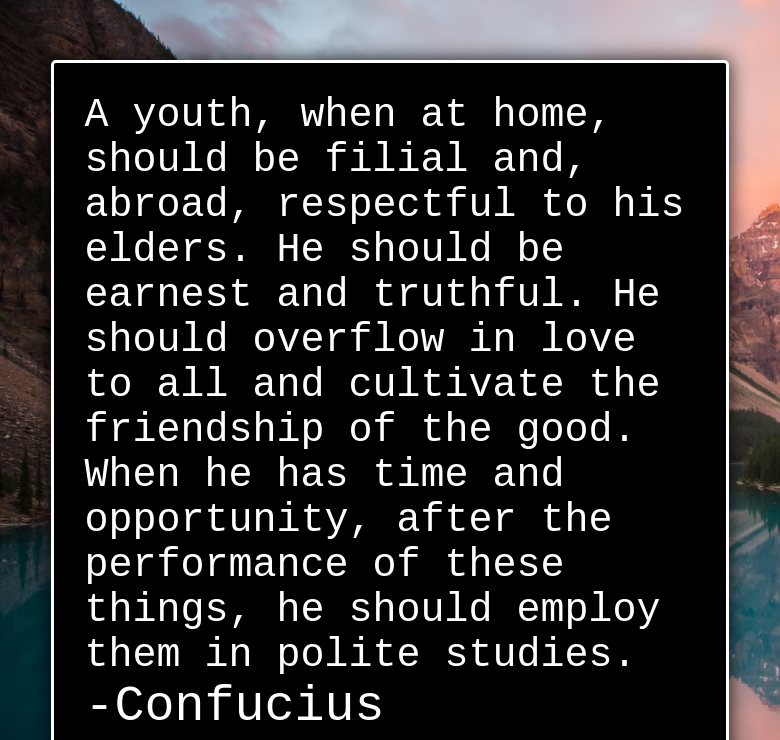 A youth, when at home,
should be filial and,
abroad, respectful to his
elders. He should be
earnest and truthful. He
should overflow in love
to all and cultivate the
friendship of the good.
When he has time and
opportunity, after the
performance of these
things, he should employ
them in polite studies.
-Confucius